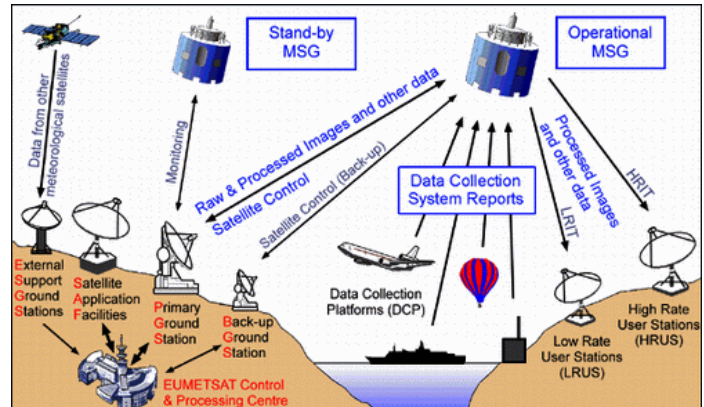 Stand-by
MSG
Operational
MSG
Data from other
meteorological satellites
Monitoring
Raw & Processed Images and other data
Satellite Control
Satellite Control (Back-up)
Data Collection
System Reports
Processed Images
and other data
LRIT
HRIT
External
Support
Ground
Stations
Satellite
Application
Facilities
Primary
Ground
Station
Back-up
Ground
Station
Data Collection
Platforms (DCP)
Low Rate
User Stations
(LRUS)
High Rate
User Stations
(HRUS)
EUMETSAT Control
& Processing Centre